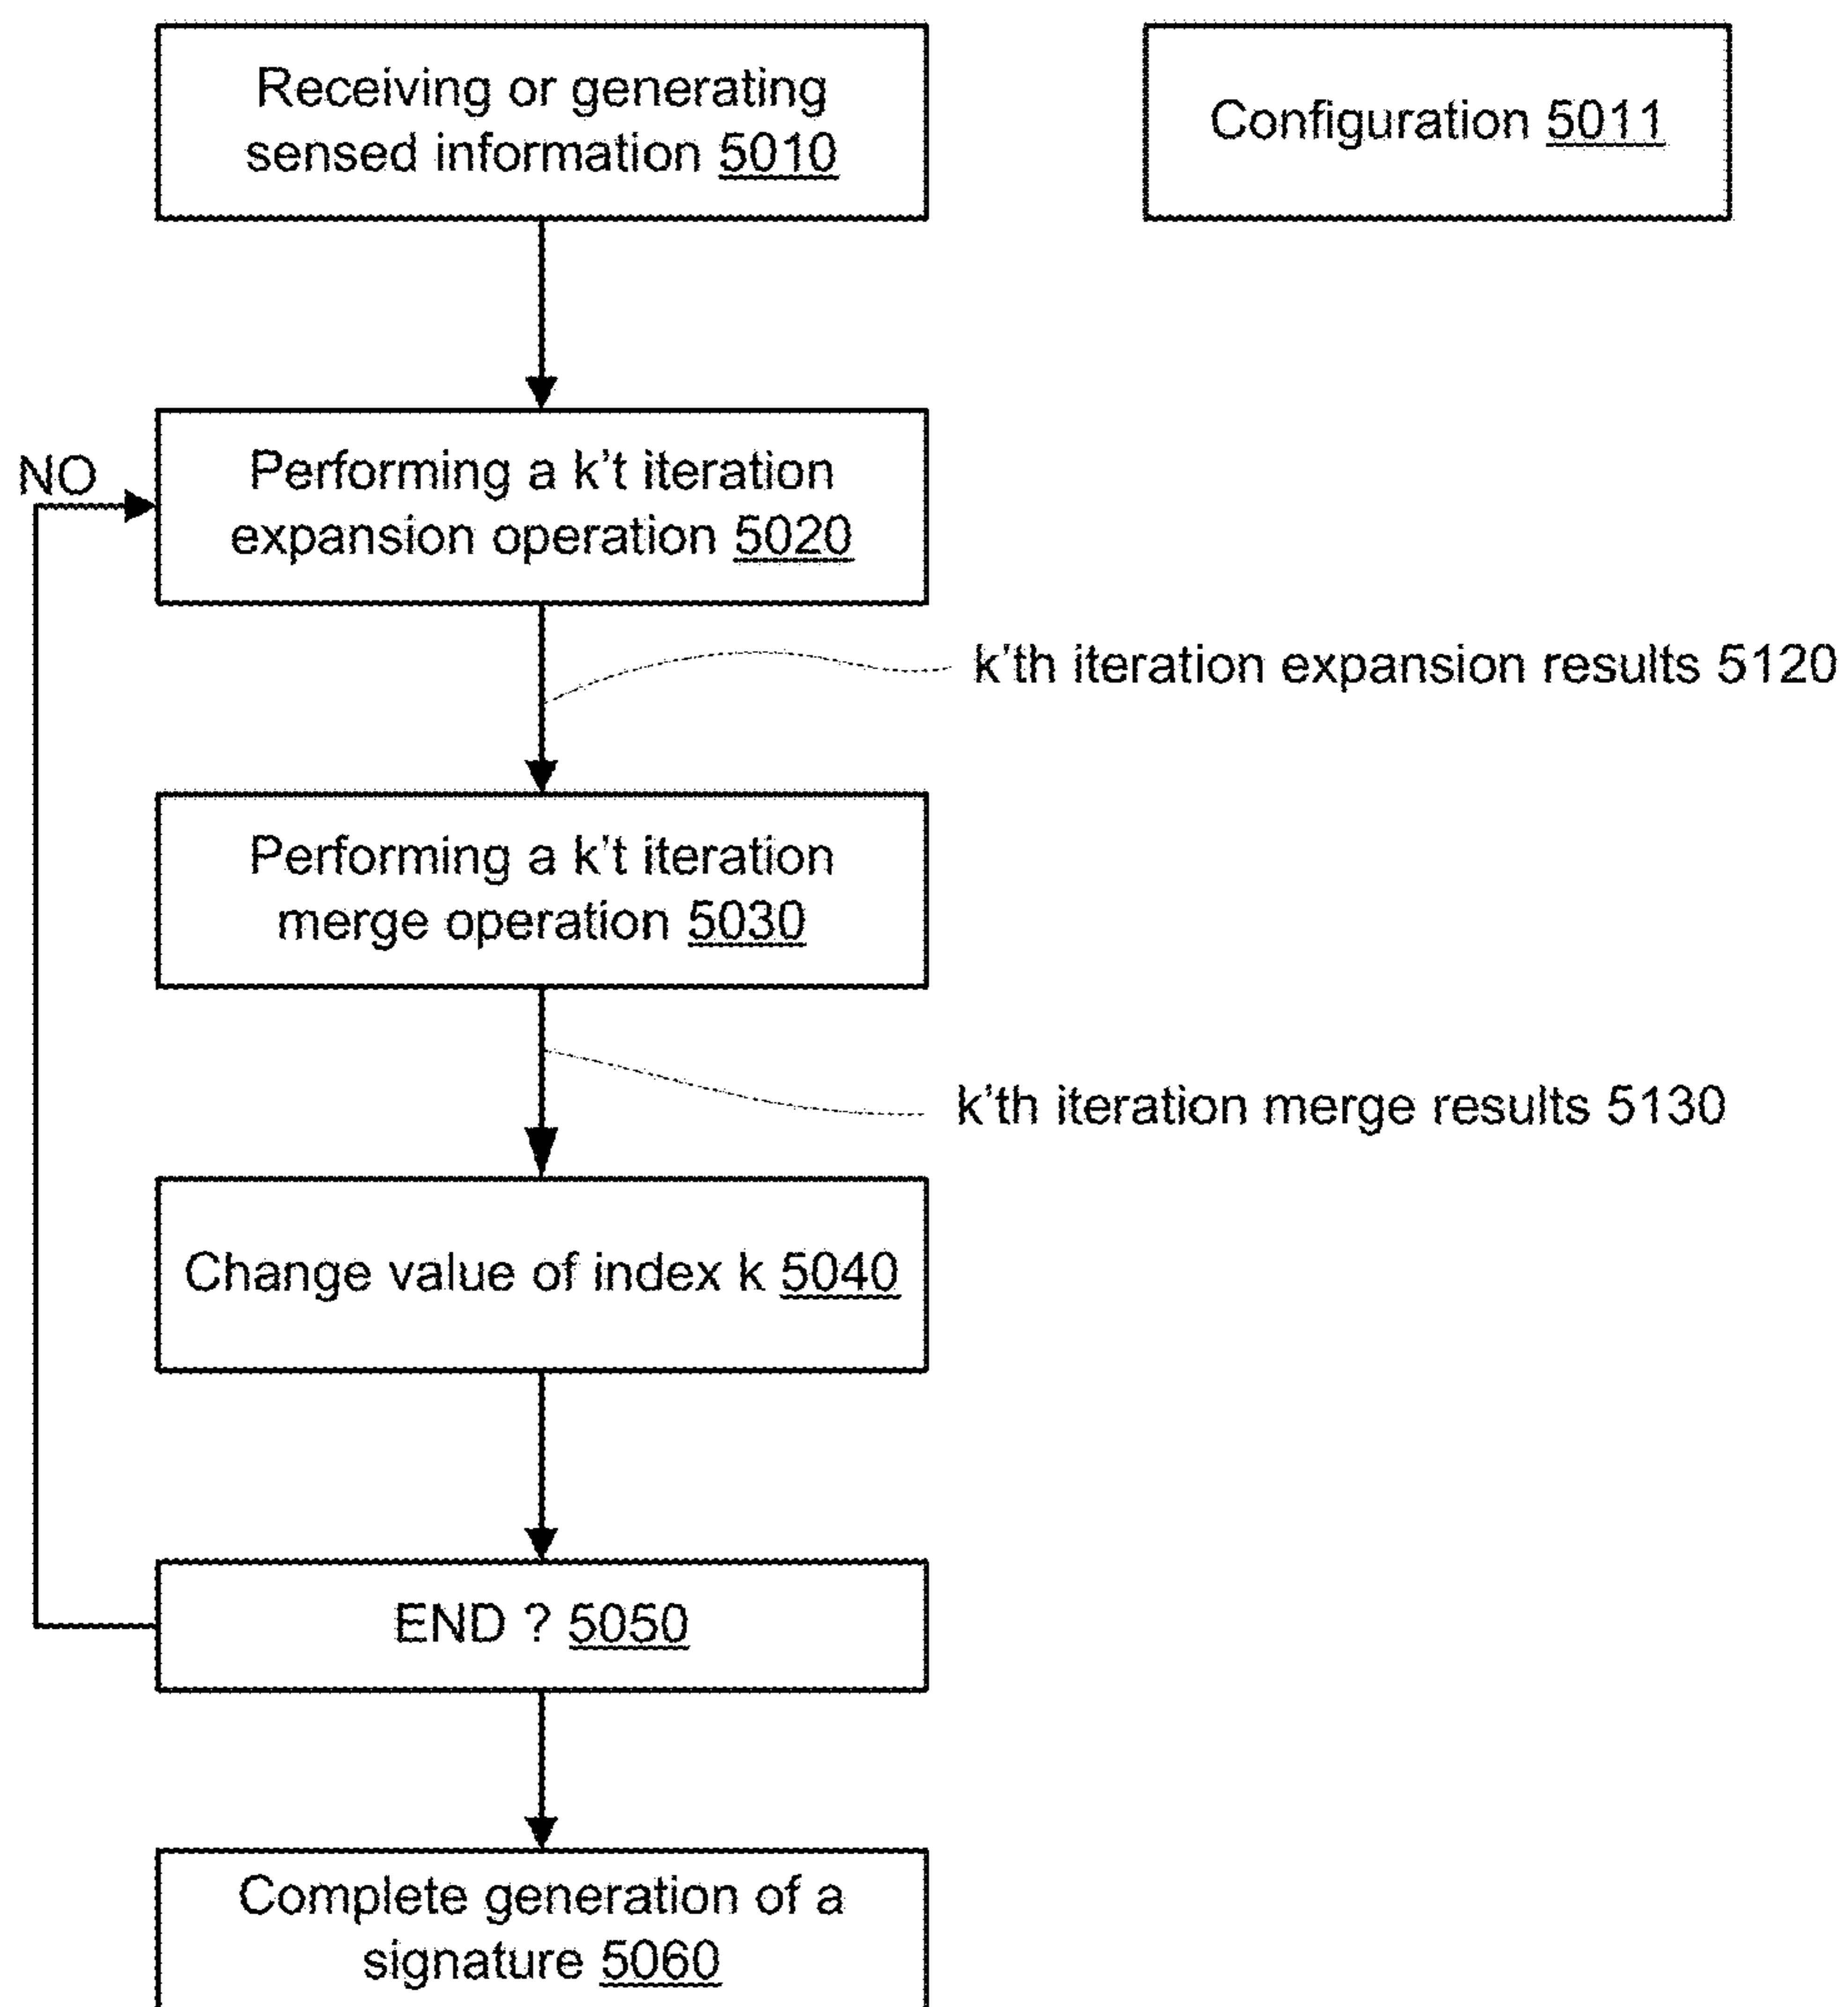 Receiving or generating
sensed information 5010
Configuration 5011
NO
Performing a k't iteration
expansion operation 5020
k'th iteration expansion results 5120
Performing a k't iteration
merge operation 5030
k'th iteration merge results 5130
Change value of index k 5040
END ? 5050
Complete generation of a
signature 5060